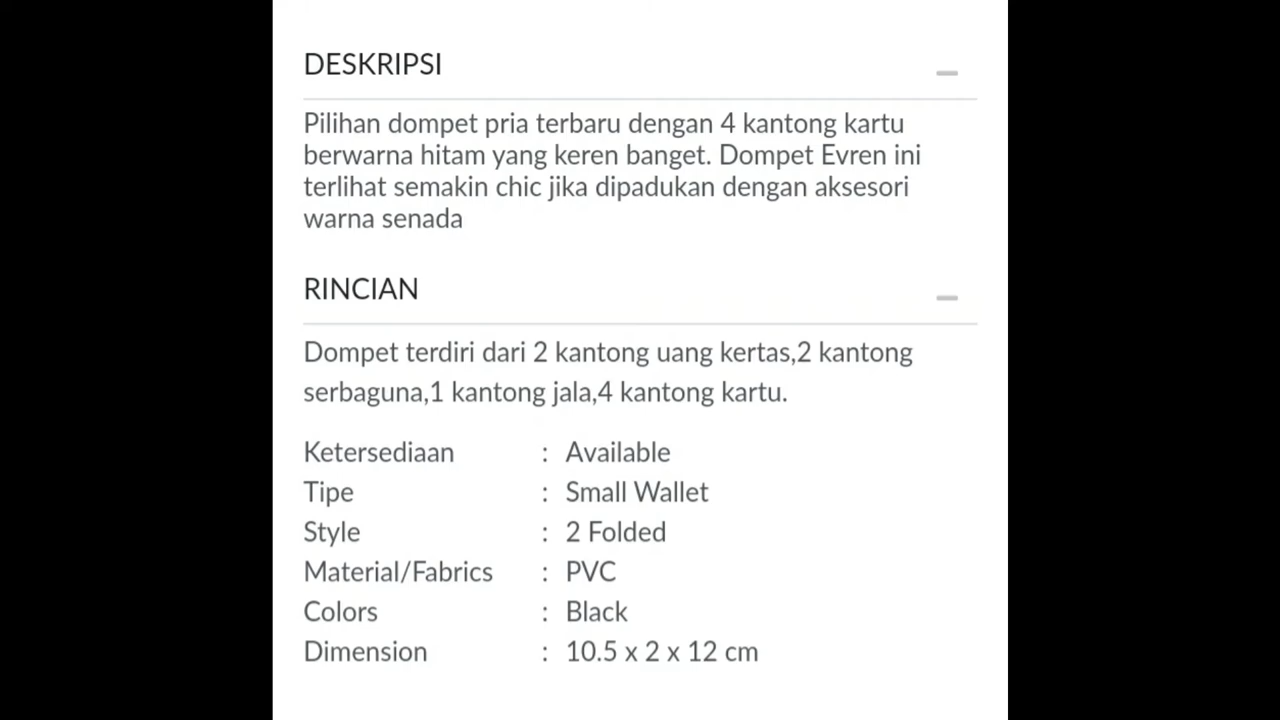 DESKRIPSI
Pilihan dompet pria terbaru dengan 4 kantong kartu
berwarna hitam yang keren banget. Dompet Evren ini
terlihat semakin chic jika dipadukan dengan aksesori
warna senada
RINCIAN
Dompet terdiri dari 2 kantong uang kertas,2 kantong
serbaguna,1 kantong jala,4 kantong kartu.
Ketersediaan : Available
Tipe : Small Wallet
Style : 2 Folded
Material/Fabrics : PVC
Colors : Black
Dimension : 10.5 x 2 x 12 cm